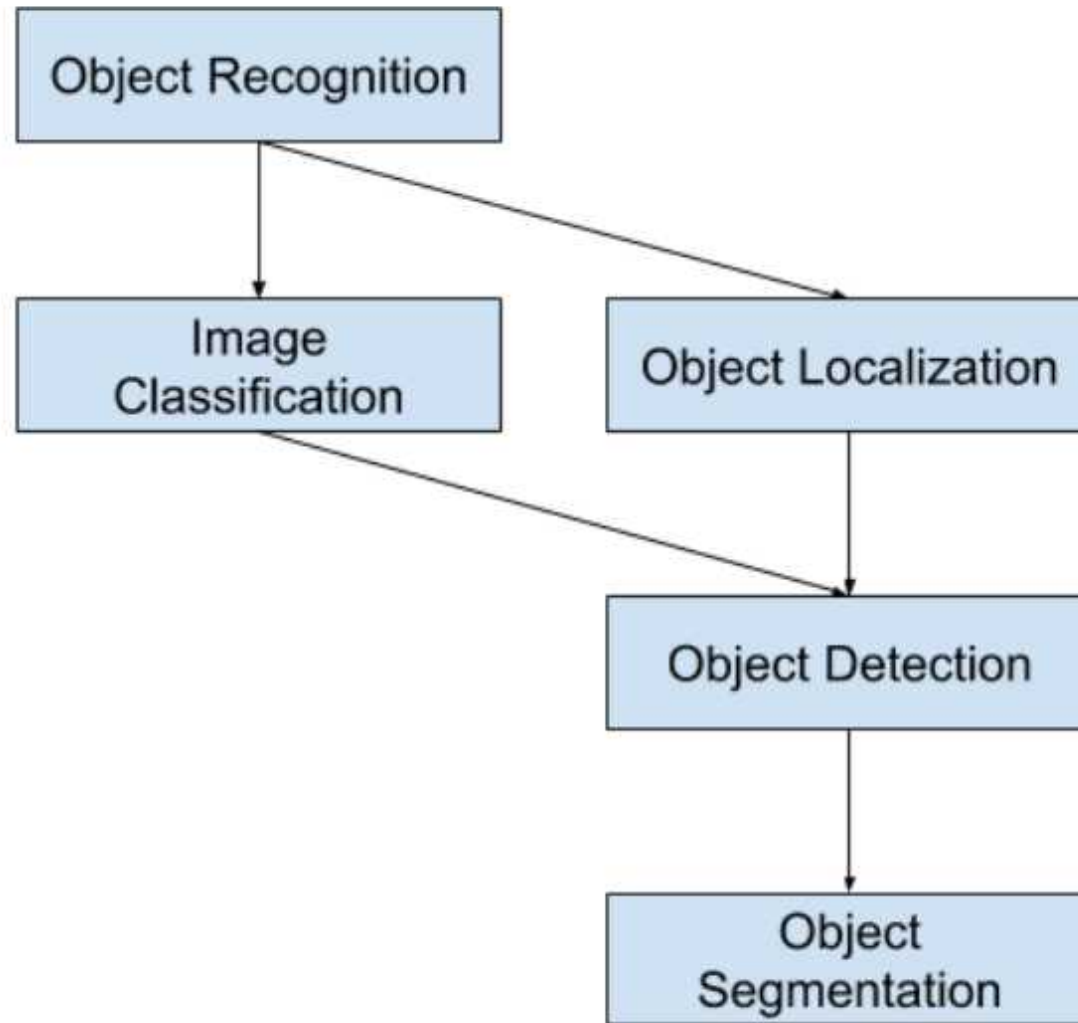 Object Recognition
Image
Classification
Object Localization
Object Detection
Object
Segmentation